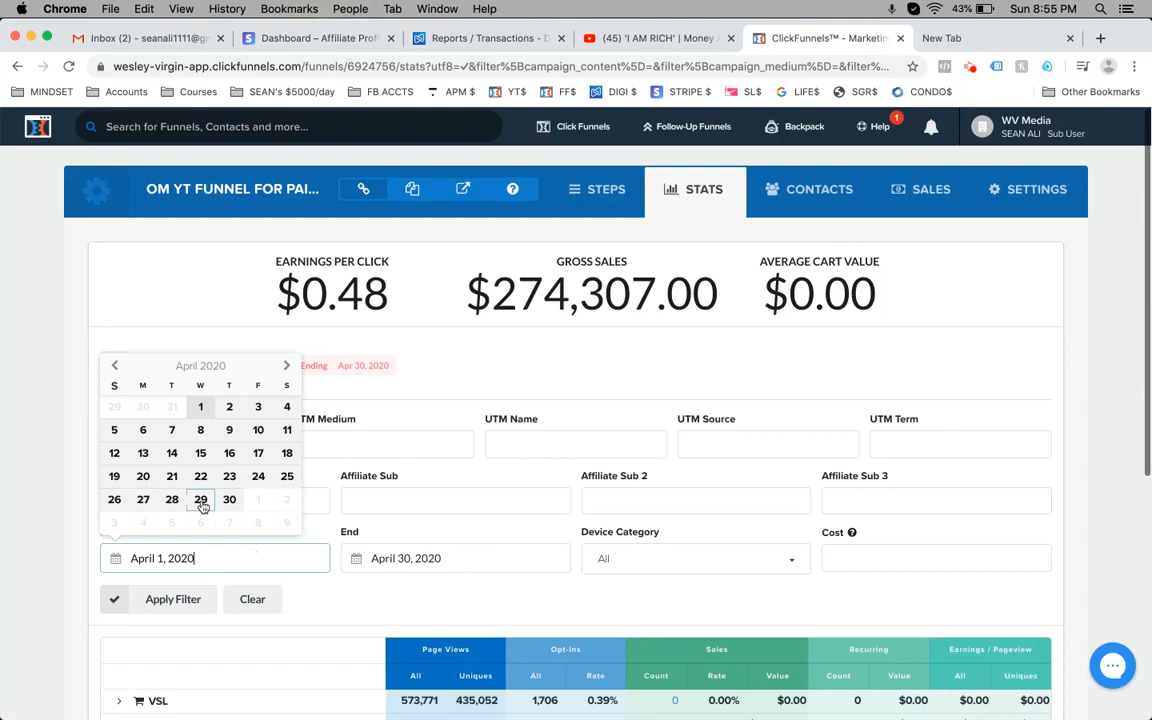 Chrome File Edit View History Bookmarks People Tab Window Help 43% Sun 8:55 PM
Inbox (2) - seanali1111@gr × Dashboard – Affiliate Prof × Reports / Transactions - D × (45) 'I AM RICH' | Money A × ClickFunnels™ - Marketin × New Tab ×
wesley-virgin-app.clickfunnels.com/funnels/6924756/stats?utf8=✓&filter%5Bcampaign_content%5D=&filter%5Bcampaign_medium%5D=&filter%...
MINDSET Accounts Courses SEAN's $5000/day FB ACCTS APM $ YT$ FF$ DIGI $ STRIPE $ SL$ LIFE$ SGR$ CONDO$ Other Bookmarks
Search for Funnels, Contacts and more... Click Funnels Follow-Up Funnels Backpack Help 1 WV Media
SEAN ALI Sub User
OM YT FUNNEL FOR PAI... STEPS STATS CONTACTS SALES SETTINGS
EARNINGS PER CLICK GROSS SALES AVERAGE CART VALUE
$0.48 $274,307.00 $0.00
April 2020 Ending Apr 30, 2020
S M T W T F S
29 30 31 1 2 3 4
TM Medium UTM Name UTM Source UTM Term
5 6 7 8 9 10 11
12 13 14 15 16 17 18
19 20 21 22 23 24 25 Affiliate Sub Affiliate Sub 2 Affiliate Sub 3
26 27 28 29 30 1 2
3 4 5 6 7 8 9
End Device Category Cost
April 1, 2020 April 30, 2020 All
Apply Filter Clear
Page Views Opt-Ins Sales Recurring Earnings / Pageview
All Uniques All Rate Count Rate Value Count Value All Uniques
VSL 573,771 435,052 1,706 0.39% 0 0.00% $0.00 0 $0.00 $0.00 $0.00